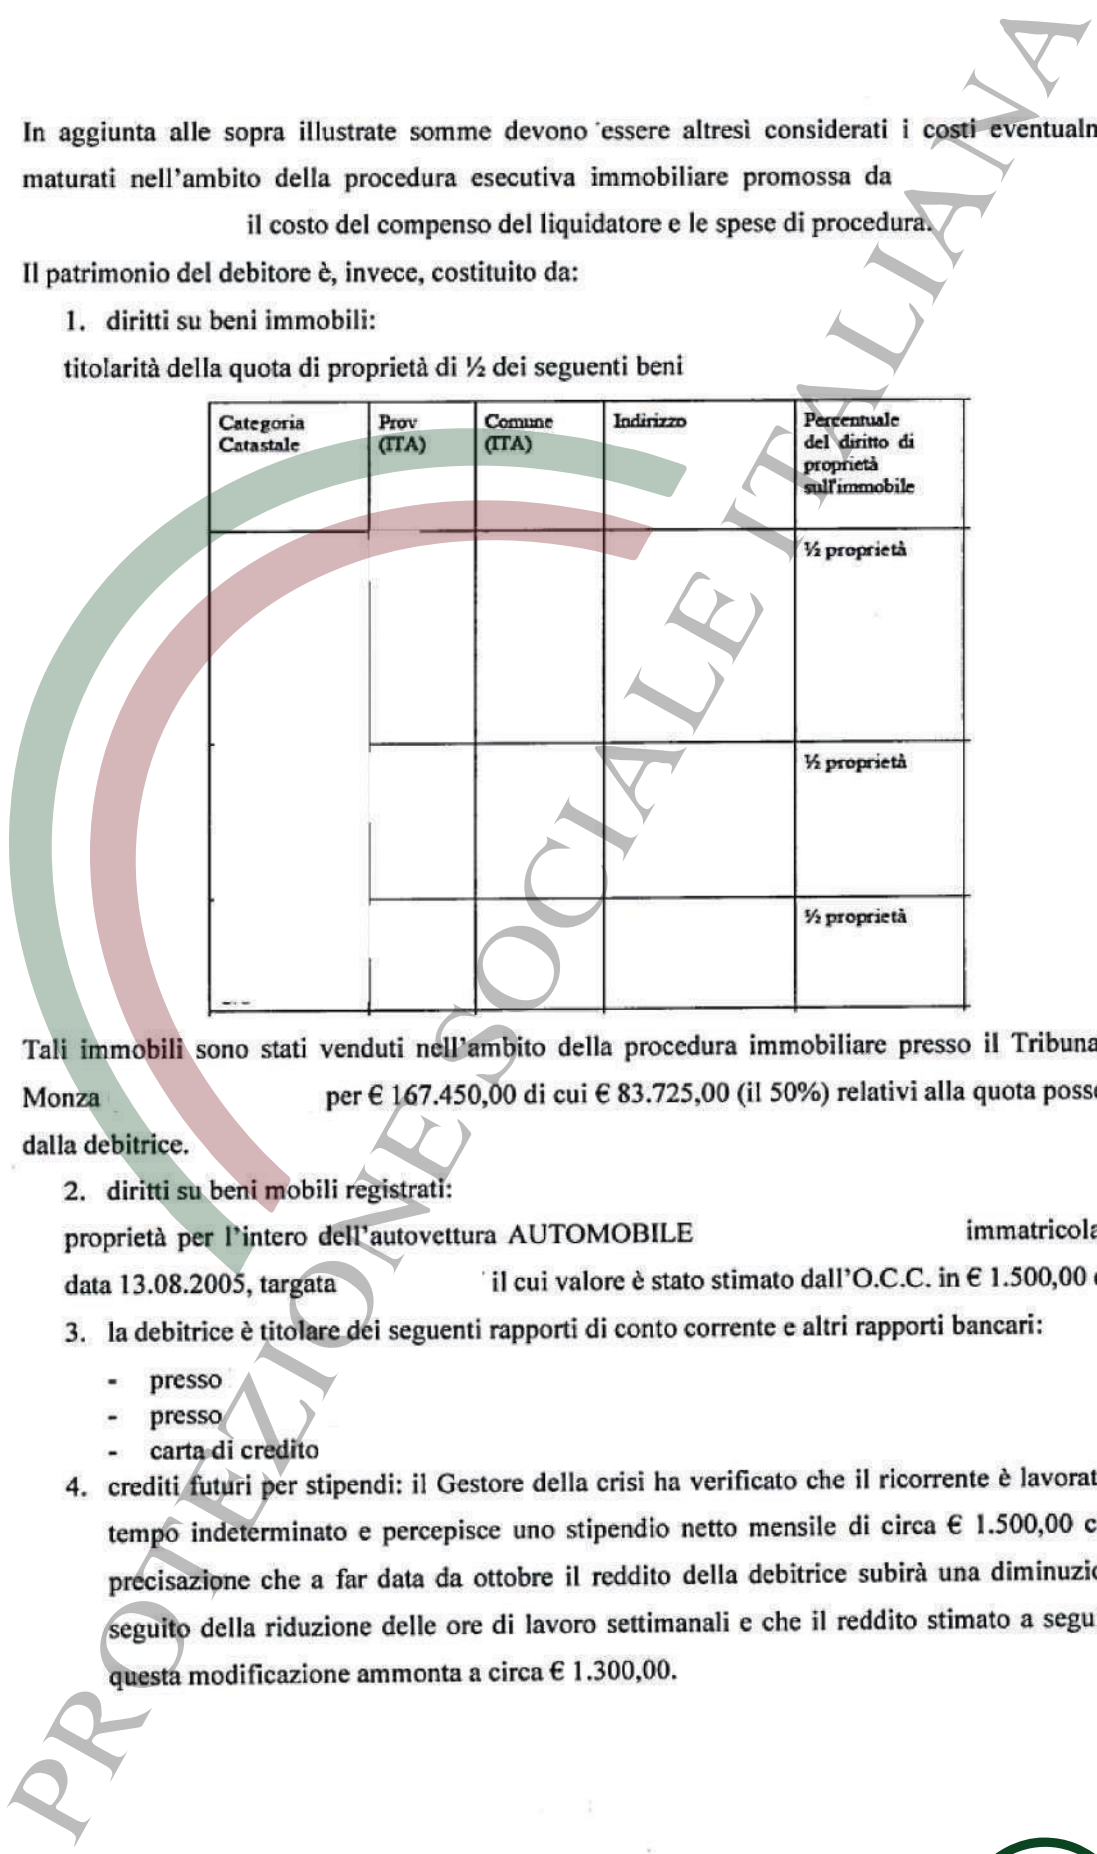 In aggiunta alle sopra illustrate somme devono essere altresì considerati i costi eventualm
maturati nell'ambito della procedura esecutiva immobiliare promossa da
il costo del compenso del liquidatore e le spese di procedura.
Il patrimonio del debitore è, invece, costituito da:
1. diritti su beni immobili:
titolarità della quota di proprietà di ½ dei seguenti beni
Categoria Catastale Prov (ITA) Comune (ITA) Indirizzo Percentuale del diritto di proprietà sull'immobile
½ proprietà
½ proprietà
½ proprietà
Tali immobili sono stati venduti nell'ambito della procedura immobiliare presso il Tribuna
Monza per € 167.450,00 di cui € 83.725,00 (il 50%) relativi alla quota posse
dalla debitrice.
2. diritti su beni mobili registrati:
proprietà per l'intero dell'autovettura AUTOMOBILE immatricola
data 13.08.2005, targata il cui valore è stato stimato dall'O.C.C. in € 1.500,00
3. la debitrice è titolare dei seguenti rapporti di conto corrente e altri rapporti bancari:
- presso
- presso
- carta di credito
4. crediti futuri per stipendi: il Gestore della crisi ha verificato che il ricorrente è lavorat
tempo indeterminato e percepisce uno stipendio netto mensile di circa € 1.500,00 c
precisazione che a far data da ottobre il reddito della debitrice subirà una diminuzio
seguito della riduzione delle ore di lavoro settimanali e che il reddito stimato a segu
questa modificazione ammonta a circa € 1.300,00.
PROTEZIONE SOCIALE ITALIANA